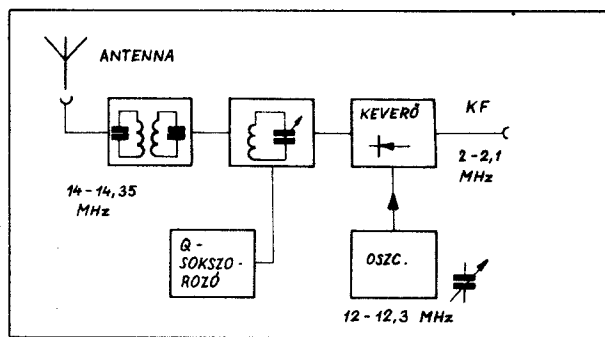 ANTENNA
KEVERŐ
KF
2-2,1
MHz
14-14,35
MHz
Q-
SOKSZO-
ROZÓ
OSZC.
12-12,3 MHz